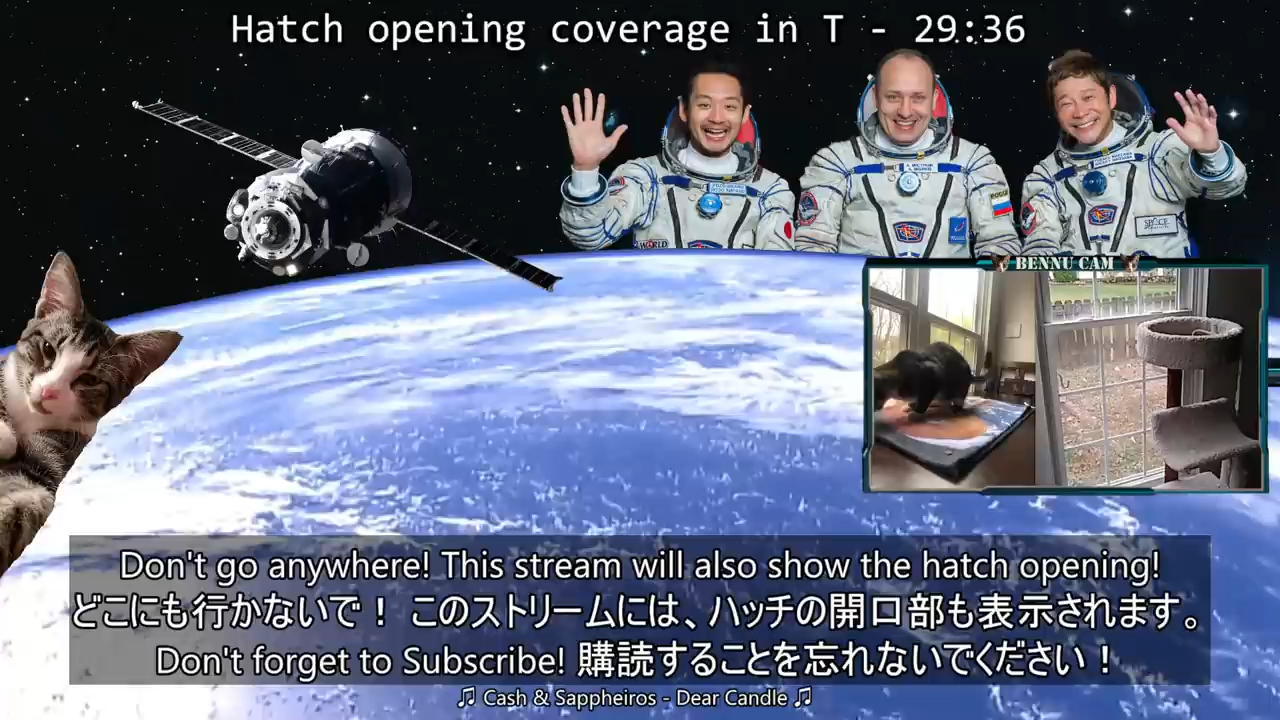 Hatch opening coverage in T - 29:36
BENNU CAM
Don't go anywhere! This stream will also show the hatch opening!
どこにも行かないで！ このストリームには、ハッチの開口部も表示されます。
Don't forget to Subscribe! 購読することを忘れないでください！
♫ Cash & Sappheiros - Dear Candle ♫